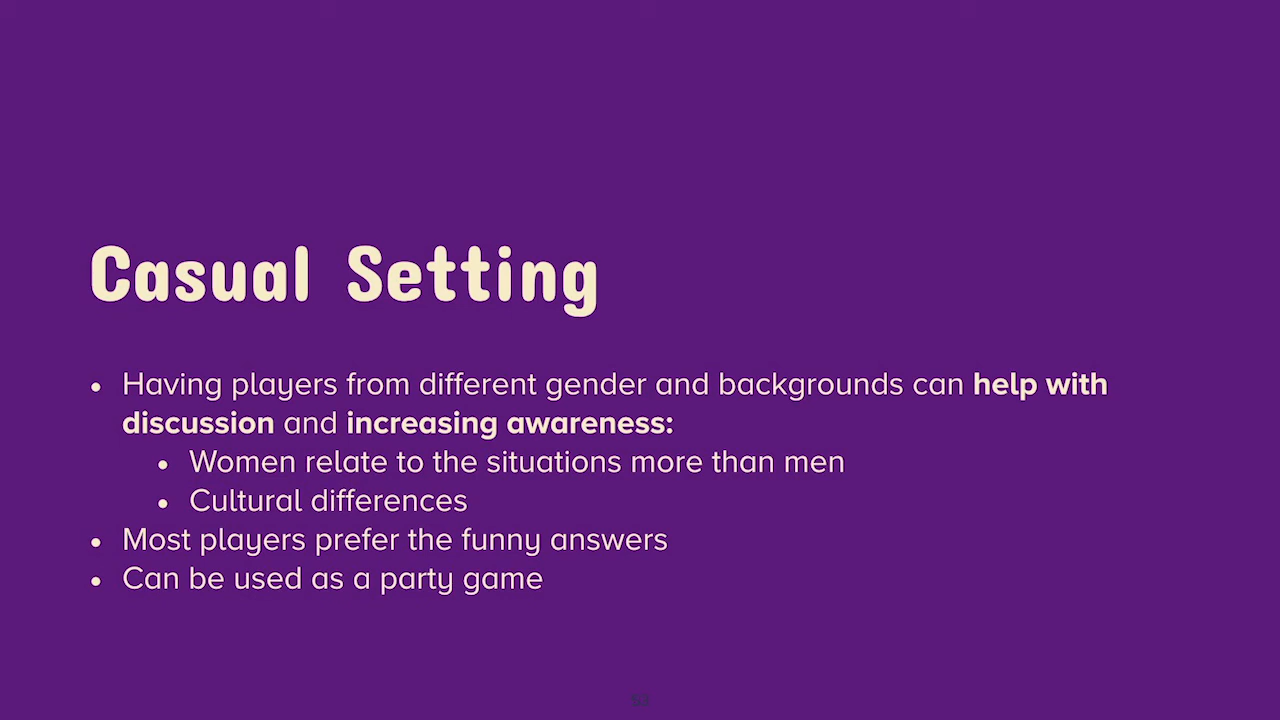 Casual Setting
• Having players from different gender and backgrounds can help with
discussion and increasing awareness:
• Women relate to the situations more than men
• Cultural differences
• Most players prefer the funny answers
• Can be used as a party game